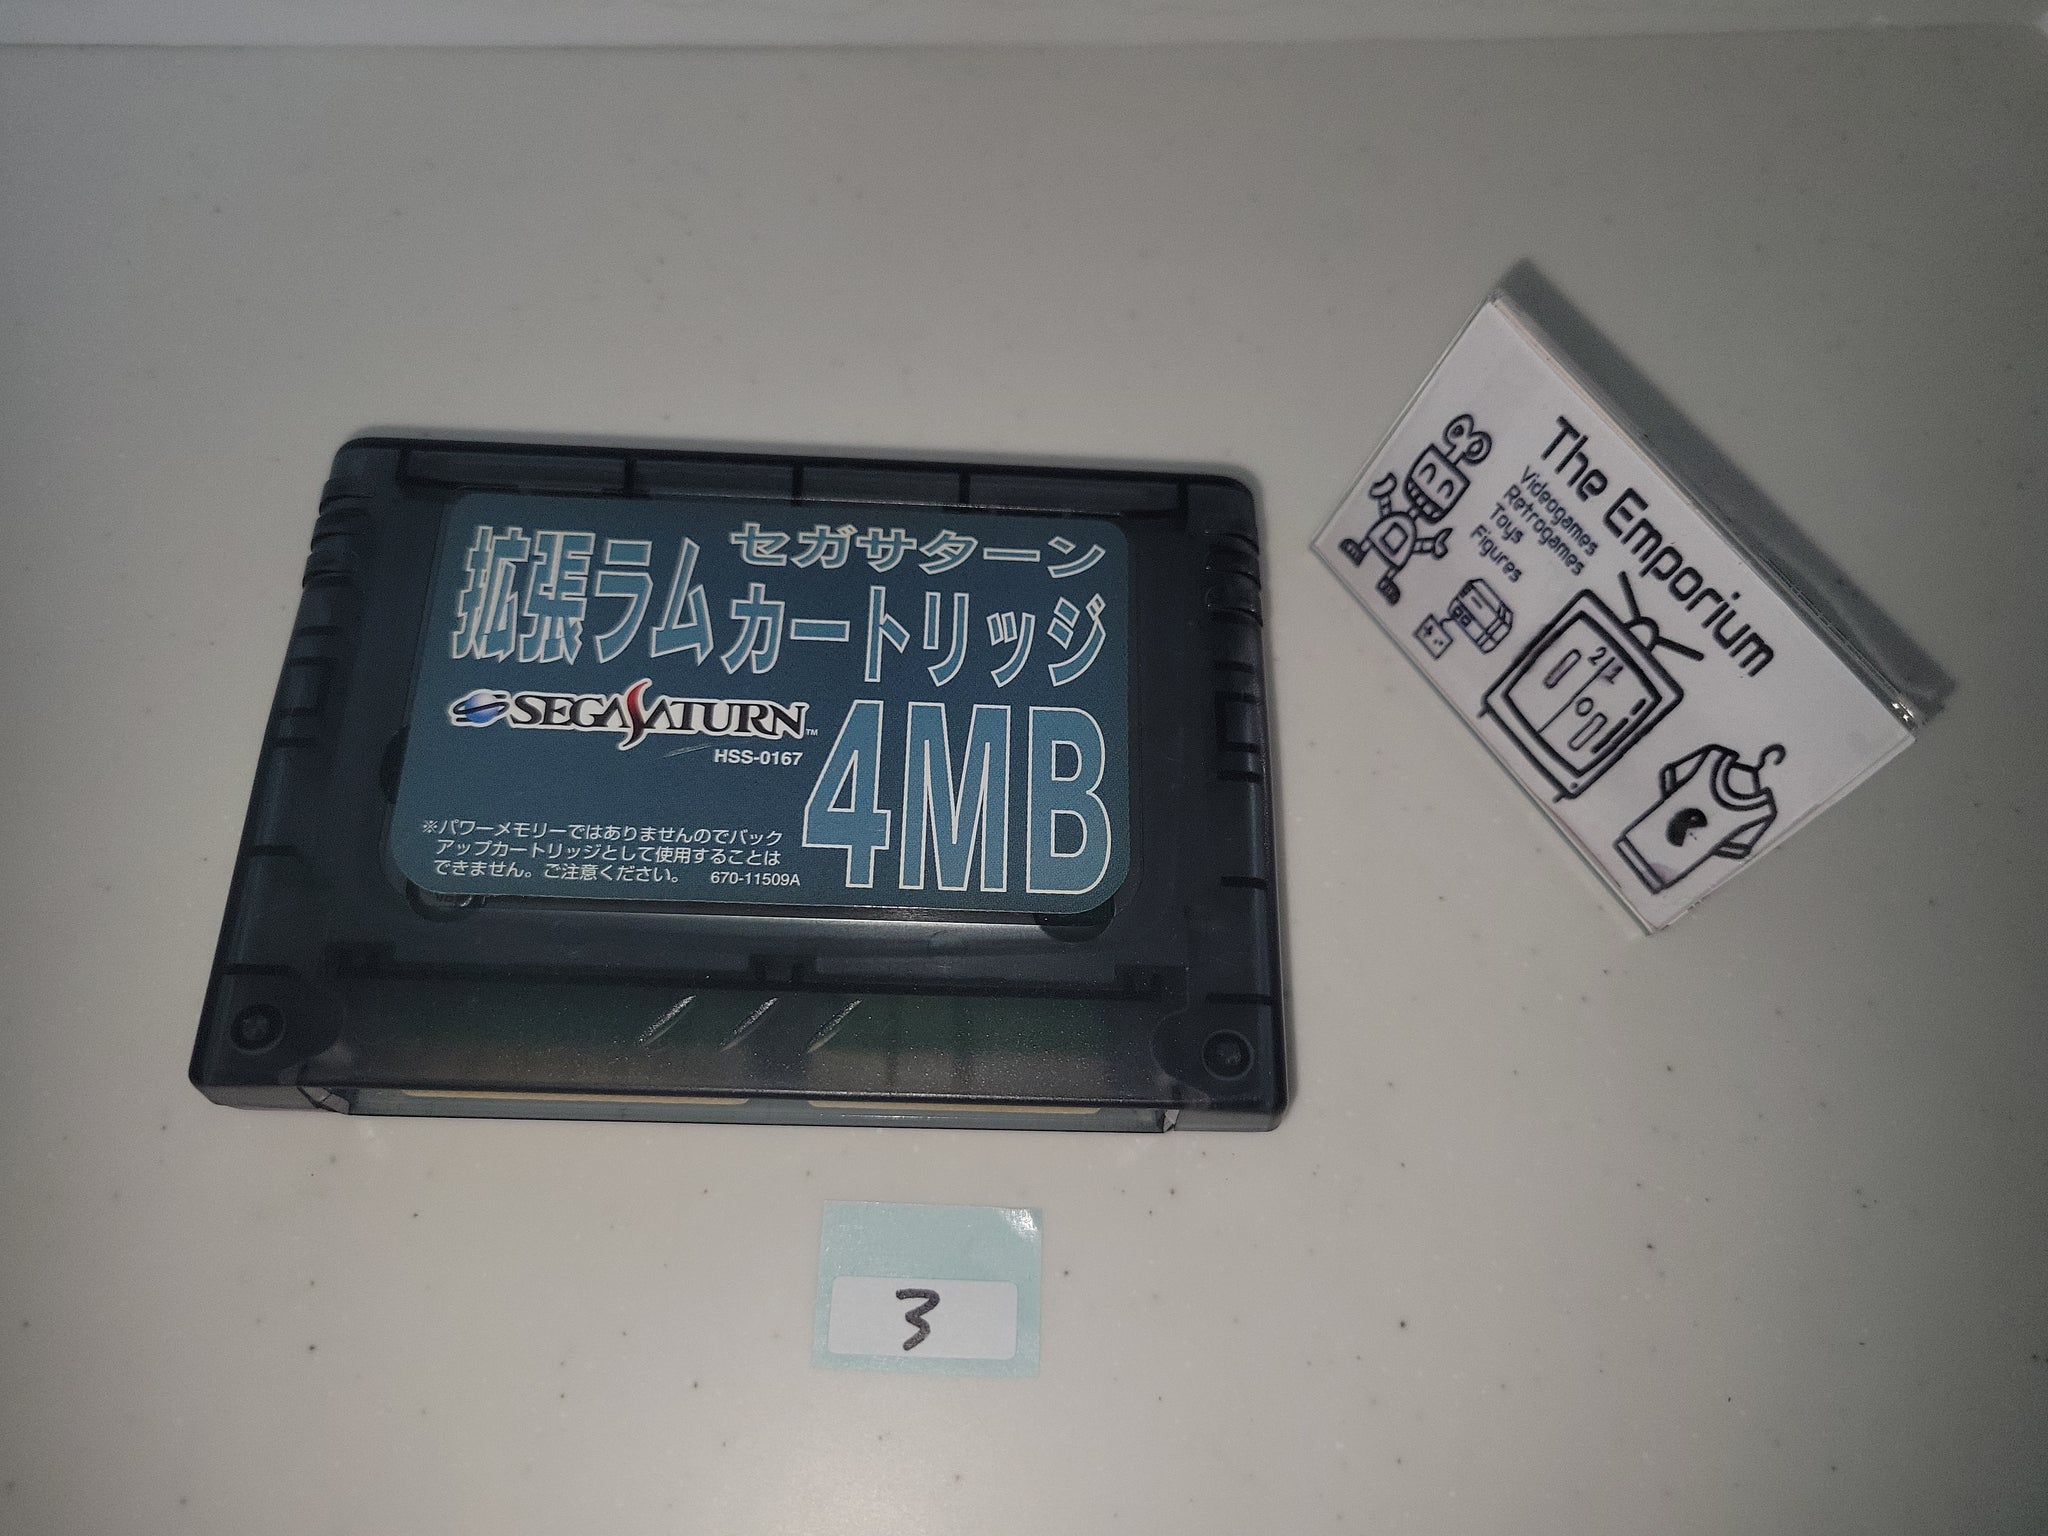 セガサターン
拡張ラムカートリッジ
SEGASATURN™
HSS-0167
4MB
※パワーメモリーではありませんのでバック
アップカートリッジとして使用することは
できません。ご注意ください。 670-11509A
The Emporium
Videogames
Retrogames
Toys
Figures
21
3